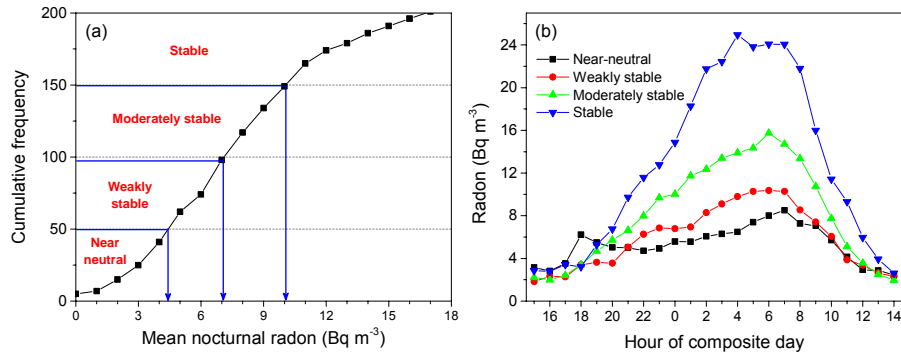 (a)
Stable
Moderately stable
Weakly
stable
Near
neutral
Cumulative frequency
200
150
100
50
0
0 3 6 9 12 15 18
Mean nocturnal radon (Bq m-3)
(b)
Near-neutral
Weakly stable
Moderately stable
Stable
Radon (Bq m-3)
24
20
16
12
8
4
0
16 18 20 22 0 2 4 6 8 10 12 14
Hour of composite day